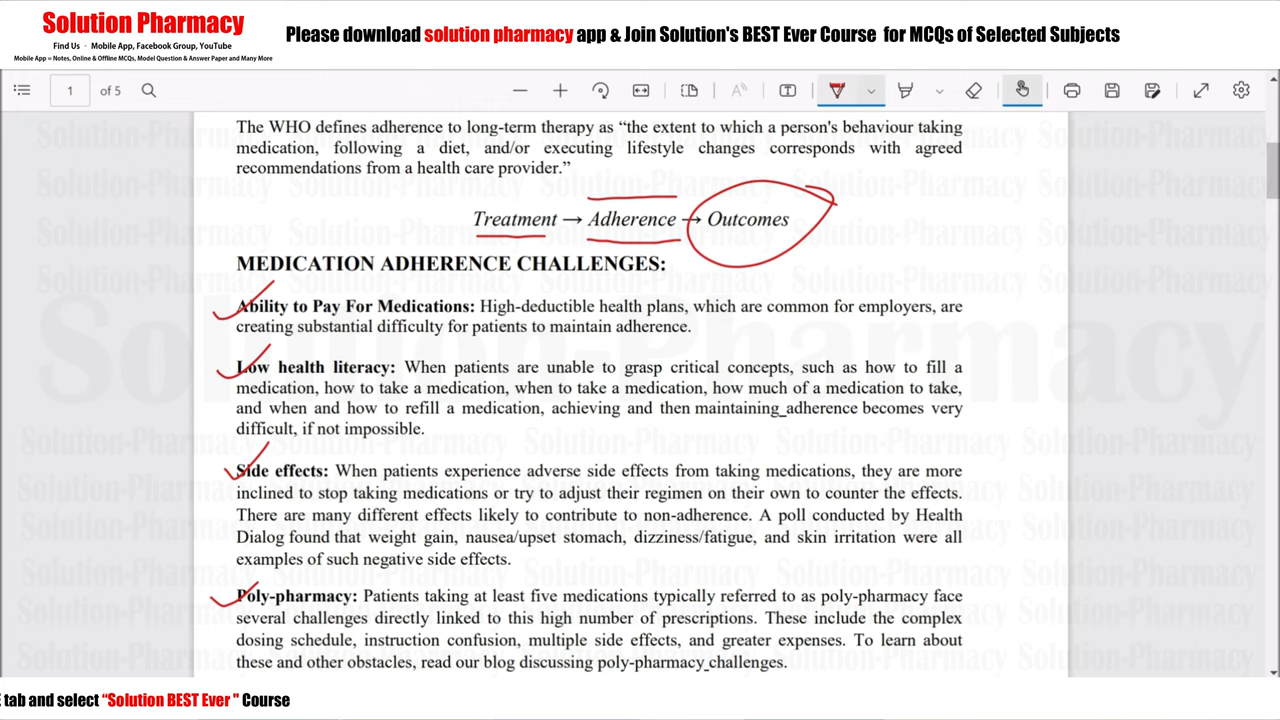 Solution Pharmacy
Find Us - Mobile App, Facebook Group, YouTube
Mobile App = Notes, Online & Offline MCQs, Model Question & Answer Paper and Many More
Please download solution pharmacy app & Join Solution's BEST Ever Course for MCQs of Selected Subjects
1 of 5
The WHO defines adherence to long-term therapy as “the extent to which a person's behaviour taking
medication, following a diet, and/or executing lifestyle changes corresponds with agreed
recommendations from a health care provider.”
Treatment → Adherence → Outcomes
MEDICATION ADHERENCE CHALLENGES:
Ability to Pay For Medications: High-deductible health plans, which are common for employers, are
creating substantial difficulty for patients to maintain adherence.
Low health literacy: When patients are unable to grasp critical concepts, such as how to fill a
medication, how to take a medication, when to take a medication, how much of a medication to take,
and when and how to refill a medication, achieving and then maintaining adherence becomes very
difficult, if not impossible.
Side effects: When patients experience adverse side effects from taking medications, they are more
inclined to stop taking medications or try to adjust their regimen on their own to counter the effects.
There are many different effects likely to contribute to non-adherence. A poll conducted by Health
Dialog found that weight gain, nausea/upset stomach, dizziness/fatigue, and skin irritation were all
examples of such negative side effects.
Poly-pharmacy: Patients taking at least five medications typically referred to as poly-pharmacy face
several challenges directly linked to this high number of prescriptions. These include the complex
dosing schedule, instruction confusion, multiple side effects, and greater expenses. To learn about
these and other obstacles, read our blog discussing poly-pharmacy challenges.
Solution-Pharmacy
E tab and select “Solution BEST Ever " Course